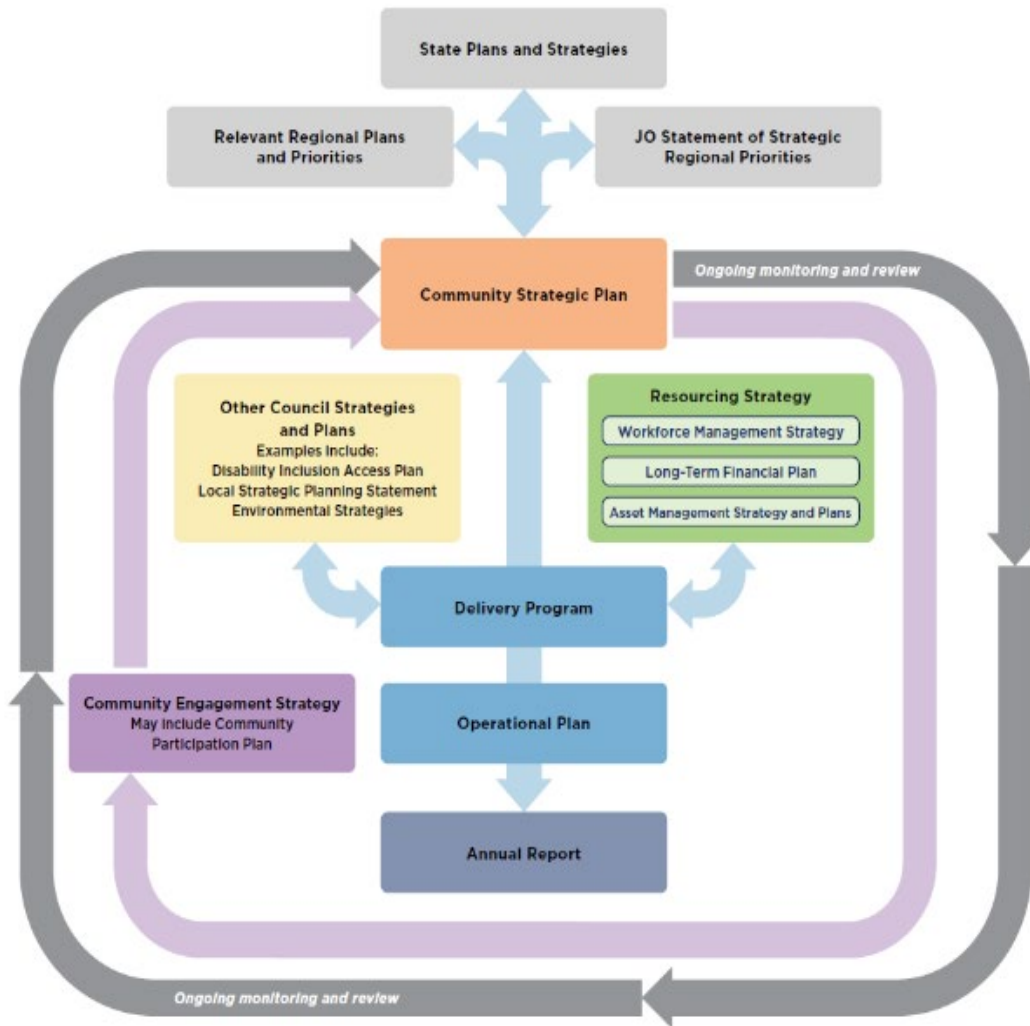 State Plans and Strategies
Relevant Regional Plans
and Priorities
JO Statement of Strategic
Regional Priorities
Ongoing monitoring and review
Community Strategic Plan
Other Council Strategies
and Plans
Examples Include:
Disability Inclusion Access Plan
Local Strategic Planning Statement
Environmental Strategies
Resourcing Strategy
Workforce Management Strategy
Long-Term Financial Plan
Asset Management Strategy and Plans
Delivery Program
Community Engagement Strategy
May Include Community
Participation Plan
Operational Plan
Annual Report
Ongoing monitoring and review